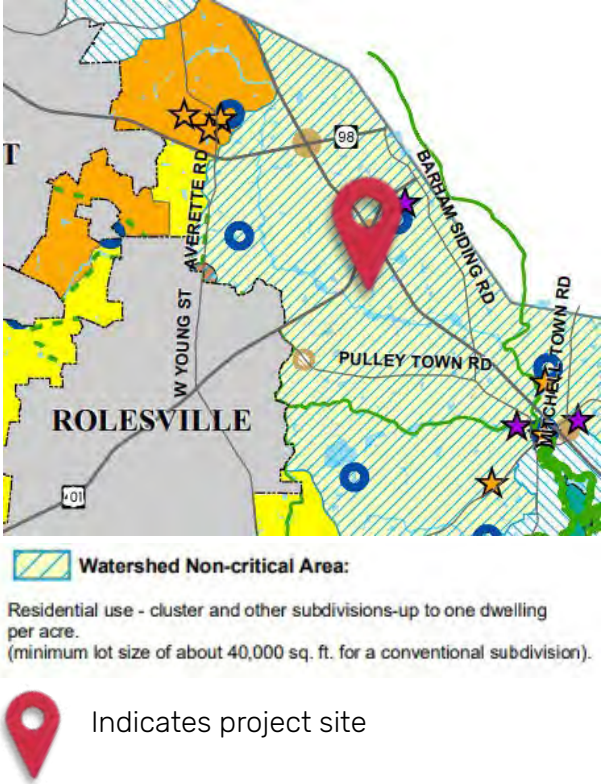 T
98
AVERETTE RD
BARHAM SIDING RD
W YOUNG ST
MITCHELL TOWN RD
PULLEY TOWN RD
ROLESVILLE
401
Watershed Non-critical Area:
Residential use - cluster and other subdivisions-up to one dwelling
per acre.
(minimum lot size of about 40,000 sq. ft. for a conventional subdivision).
Indicates project site